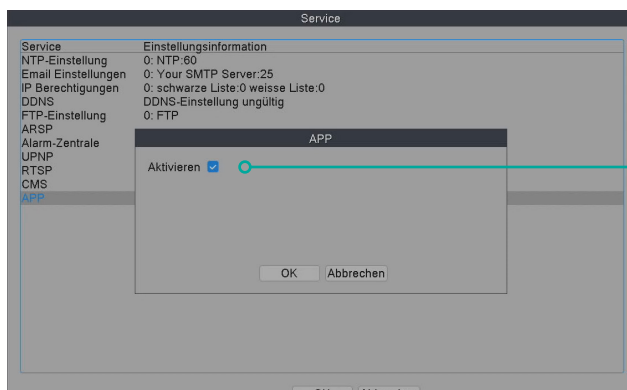 Service
Service Einstellungsinformation
NTP-Einstellung 0: NTP:60
Email Einstellungen 0: Your SMTP Server:25
IP Berechtigungen 0: schwarze Liste:0 weisse Liste:0
DDNS DDNS-Einstellung ungültig
FTP-Einstellung 0: FTP
ARSP
Alarm-Zentrale
UPNP
RTSP
CMS
APP
APP
Aktivieren
OK Abbrechen